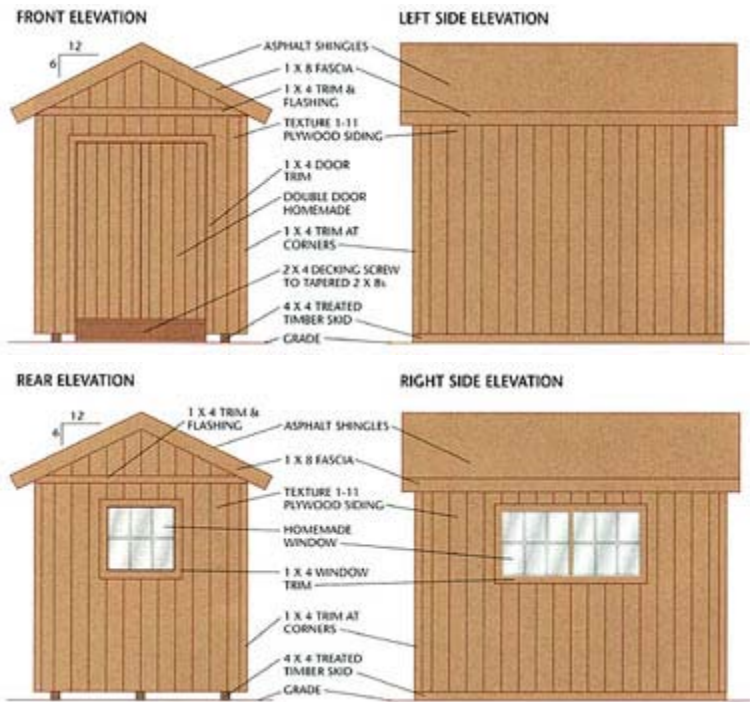 FRONT ELEVATION
LEFT SIDE ELEVATION
12
6
ASPHALT SHINGLES
1 X 8 FASCIA
1 X 4 TRIM &
FLASHING
TEXTURE 1-11
PLYWOOD SIDING
1 X 4 DOOR
TRIM
DOUBLE DOOR
HOMEMADE
1 X 4 TRIM AT
CORNERS
2 X 4 DECKING SCREW
TO TAPERED 2 X 8s
4 X 4 TREATED
TIMBER SKID
GRADE
REAR ELEVATION
RIGHT SIDE ELEVATION
12
6
1 X 4 TRIM &
FLASHING
ASPHALT SHINGLES
1 X 8 FASCIA
TEXTURE 1-11
PLYWOOD SIDING
HOMEMADE
WINDOW
1 X 4 WINDOW
TRIM
1 X 4 TRIM AT
CORNERS
4 X 4 TREATED
TIMBER SKID
GRADE